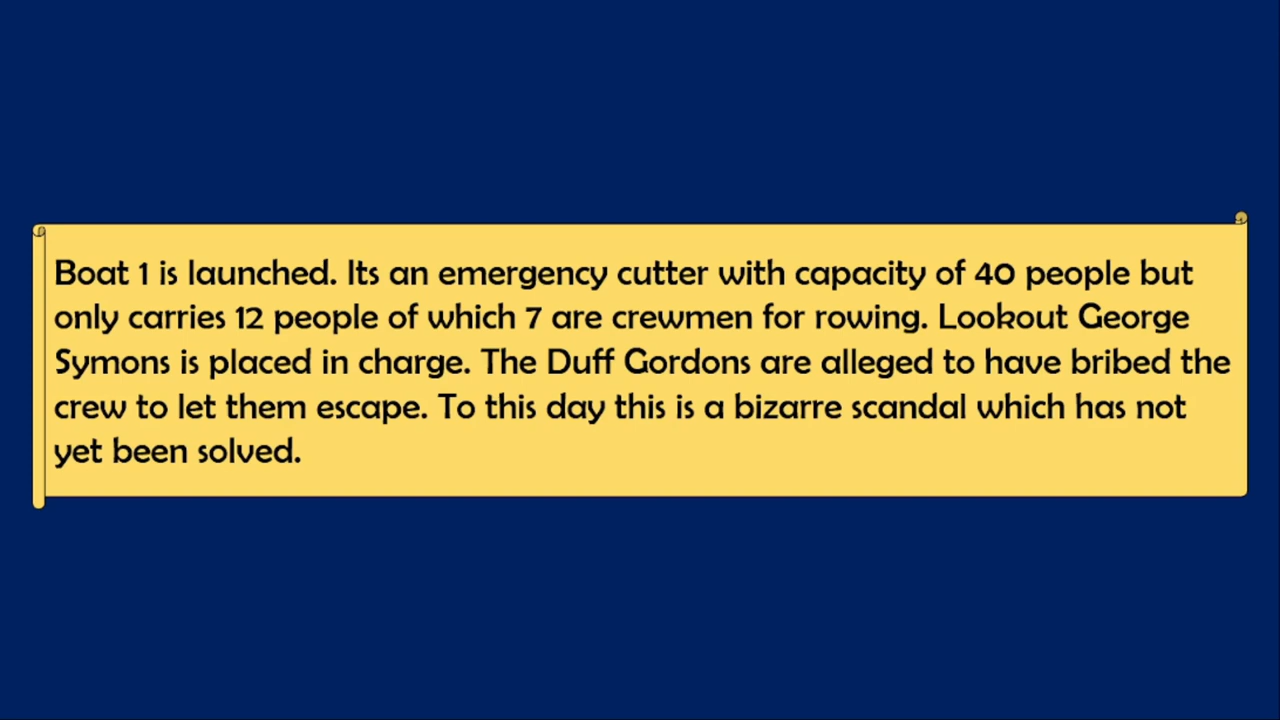 Boat 1 is launched. Its an emergency cutter with capacity of 40 people but
only carries 12 people of which 7 are crewmen for rowing. Lookout George
Symons is placed in charge. The Duff Gordons are alleged to have bribed the
crew to let them escape. To this day this is a bizarre scandal which has not
yet been solved.